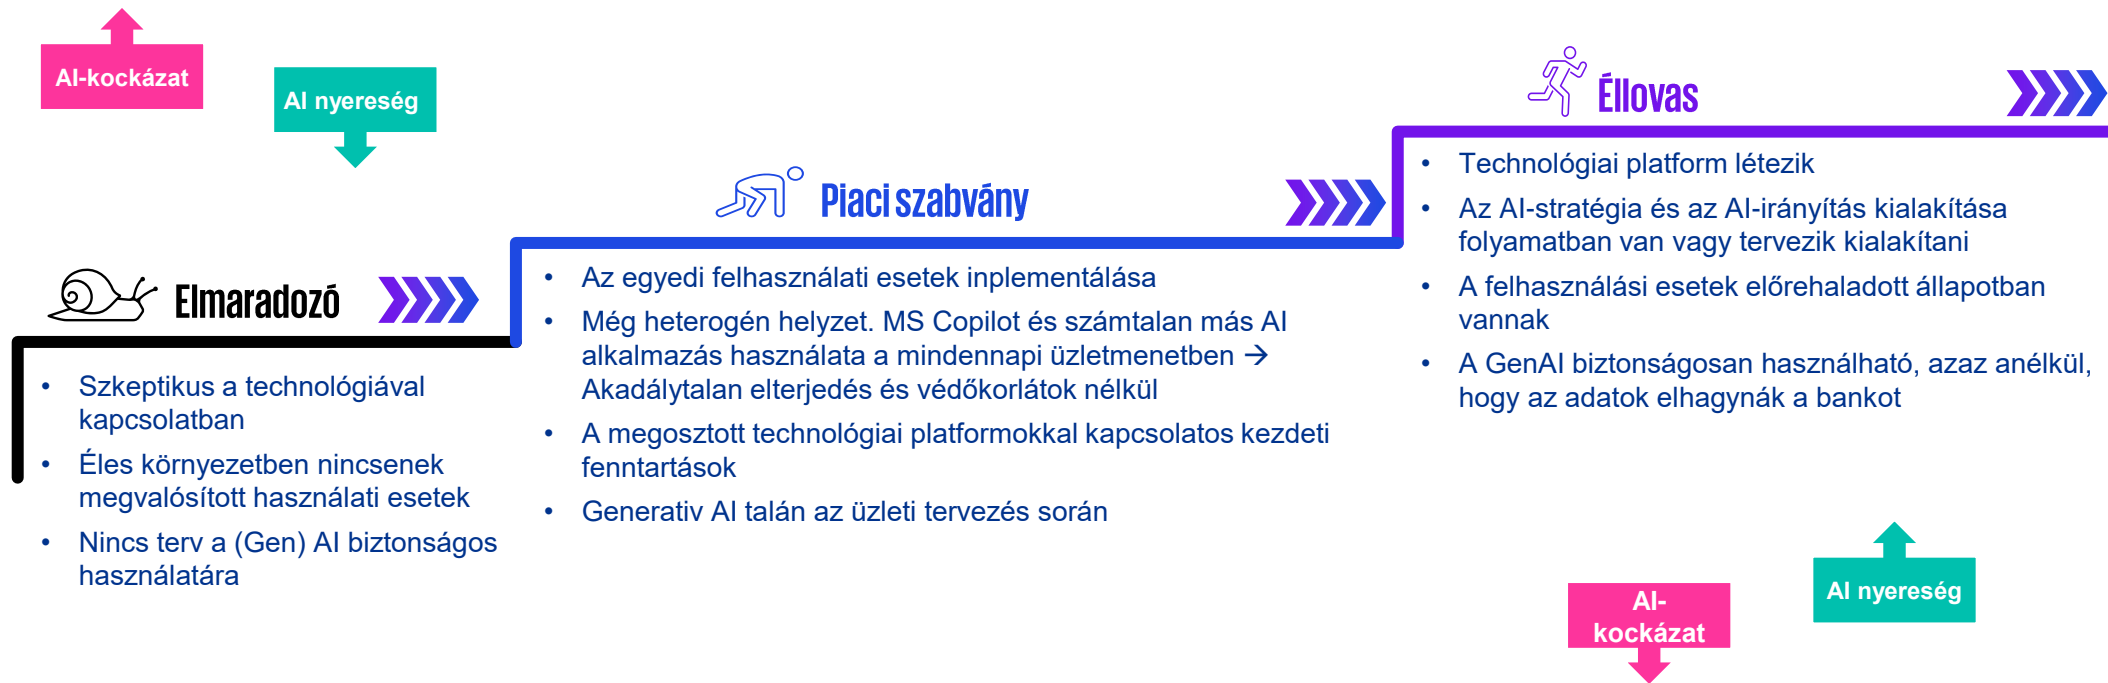 AI-kockázat
AI nyereség
Elmaradozó
• Szkeptikus a technológiával
kapcsolatban
• Éles környezetben nincsenek
megvalósított használati esetek
• Nincs terv a (Gen) AI biztonságos
használatára
Piaci szabvány
• Az egyedi felhasználati esetek inplementálása
• Még heterogén helyzet. MS Copilot és számtalan más AI
alkalmazás használata a mindennapi üzletmenetben →
Akadálytalan elterjedés és védőkorlátok nélkül
• A megosztott technológiai platformokkal kapcsolatos kezdeti
fenntartások
• Generativ AI talán az üzleti tervezés során
Éllovas
• Technológiai platform létezik
• Az AI-stratégia és az AI-irányítás kialakítása
folyamatban van vagy tervezik kialakítani
• A felhasználási esetek előrehaladott állapotban
vannak
• A GenAI biztonságosan használható, azaz anélkül,
hogy az adatok elhagynák a bankot
AI-
kockázat
AI nyereség